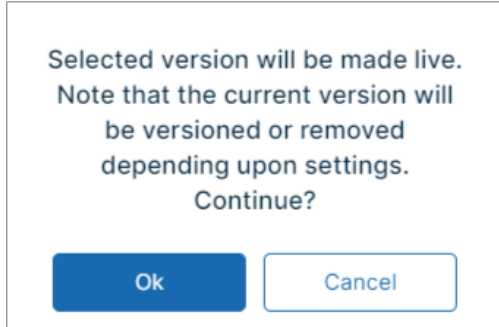 Selected version will be made live.
Note that the current version will
be versioned or removed
depending upon settings.
Continue?
Ok
Cancel